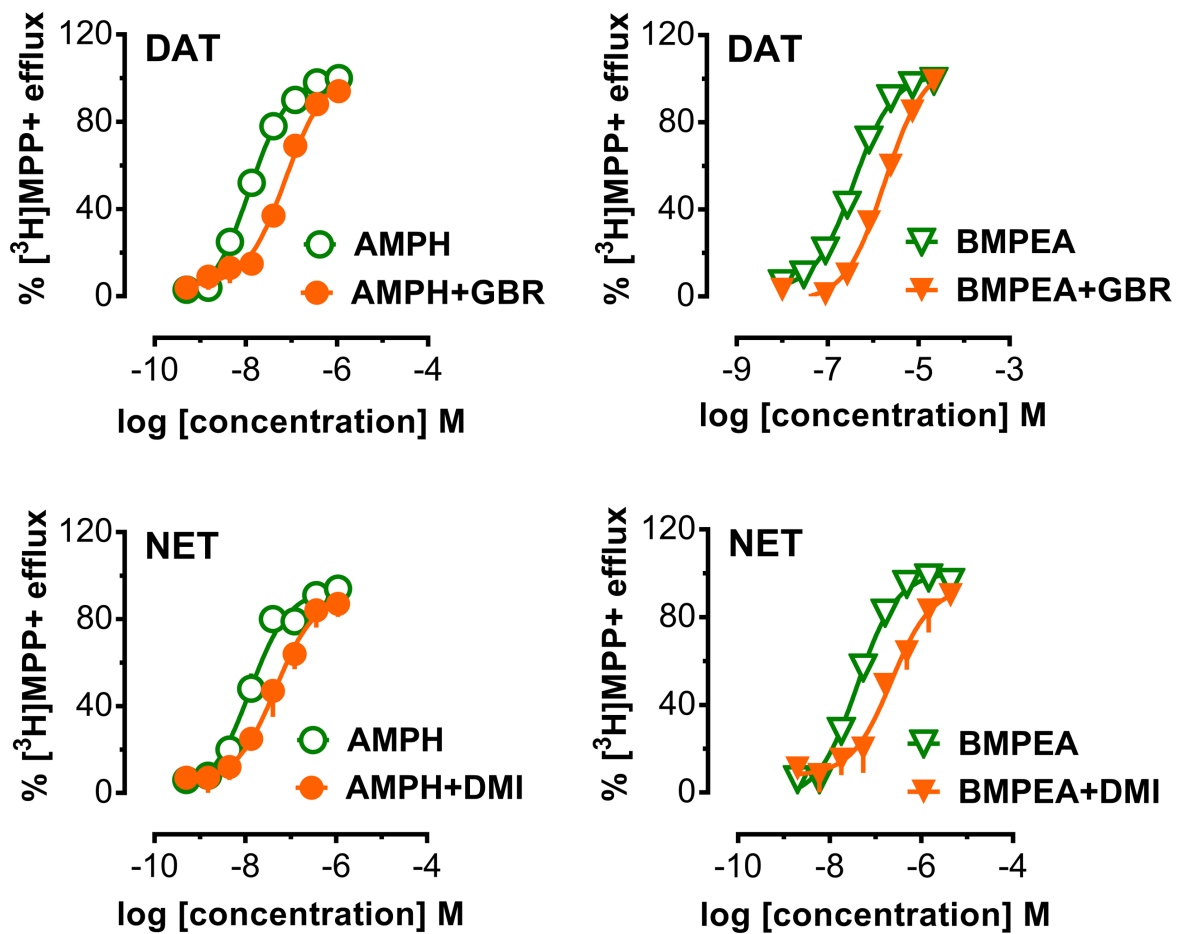 DAT
% [³H]MPP+ efflux
120
80
40
0
AMPH
AMPH+GBR
-10 -8 -6 -4
log [concentration] M
DAT
% [³H]MPP+ efflux
120
80
40
0
BMPEA
BMPEA+GBR
-9 -7 -5 -3
log [concentration] M
NET
% [³H]MPP+ efflux
120
80
40
0
AMPH
AMPH+DMI
-10 -8 -6 -4
log [concentration] M
NET
% [³H]MPP+ efflux
120
80
40
0
BMPEA
BMPEA+DMI
-10 -8 -6 -4
log [concentration] M